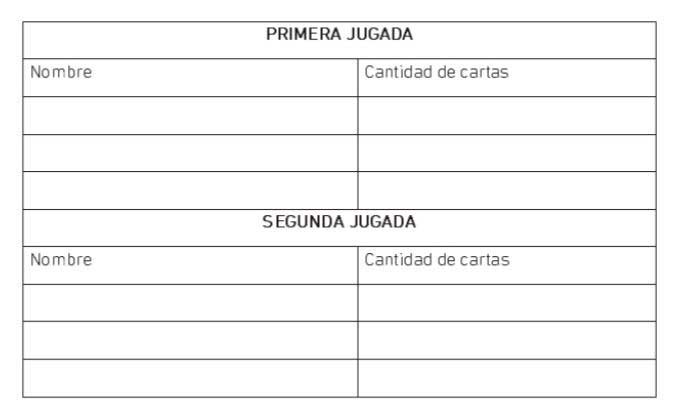 PRIMERA JUGADA
Nombre Cantidad de cartas
SEGUNDA JUGADA
Nombre Cantidad de cartas